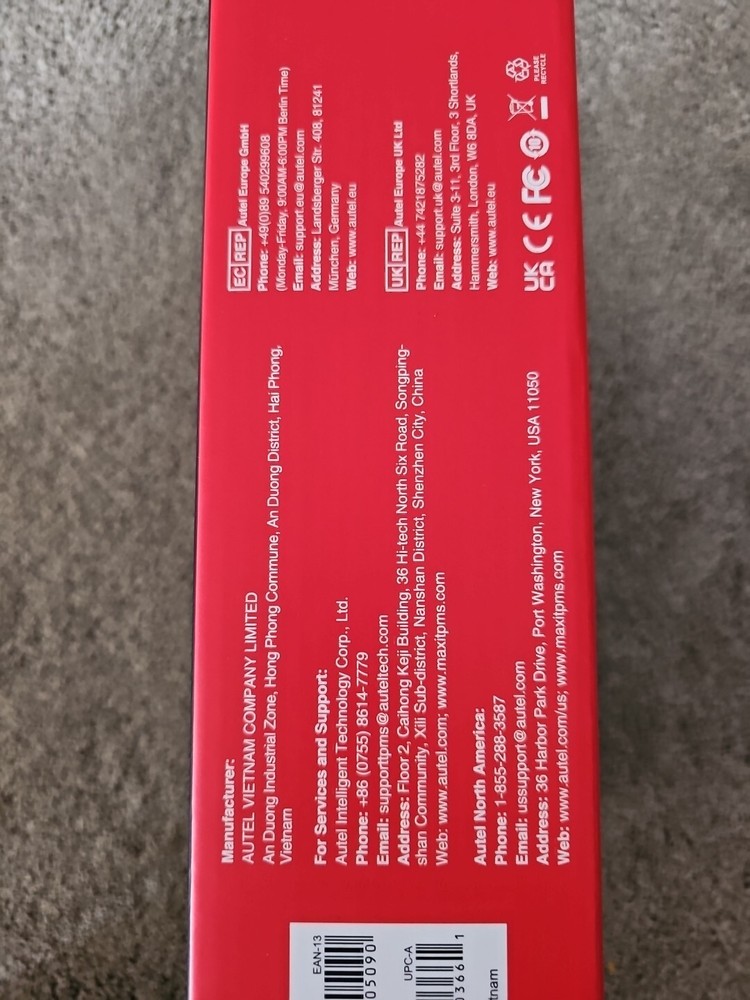 Manufacturer:
AUTEL VIETNAM COMPANY LIMITED
An Duong Industrial Zone, Hong Phong Commune, An Duong District, Hai Phong,
Vietnam
For Services and Support:
Autel Intelligent Technology Corp., Ltd.
Phone: +86 (0755) 8614-7779
Email: supporttpms@auteltech.com
Address: Floor 2, Caihong Keji Building, 36 Hi-tech North Six Road, Songping-
shan Community, Xili Sub-district, Nanshan District, Shenzhen City, China
Web: www.autel.com; www.maxitpms.com
Autel North America:
Phone: 1-855-288-3587
Email: ussupport@autel.com
Address: 36 Harbor Park Drive, Port Washington, New York, USA 11050
Web: www.autel.com/us; www.maxitpms.com
EC REP Autel Europe GmbH
Phone: +49(0)89 540299608
(Monday-Friday, 9:00AM-6:00PM Berlin Time)
Email: support.eu@autel.com
Address: Landsberger Str. 408, 81241
München, Germany
Web: www.autel.eu
UK REP Autel Europe UK Ltd
Phone: +44 7421875282
Email: support.uk@autel.com
Address: Suite 3-11, 3rd Floor, 3 Shortlands,
Hammersmith, London, W6 8DA, UK
Web: www.autel.eu
UK CA CE FC 10
PLEASE
RECYCLE
EAN-13
05090
UPC-A
0366 1
tnam